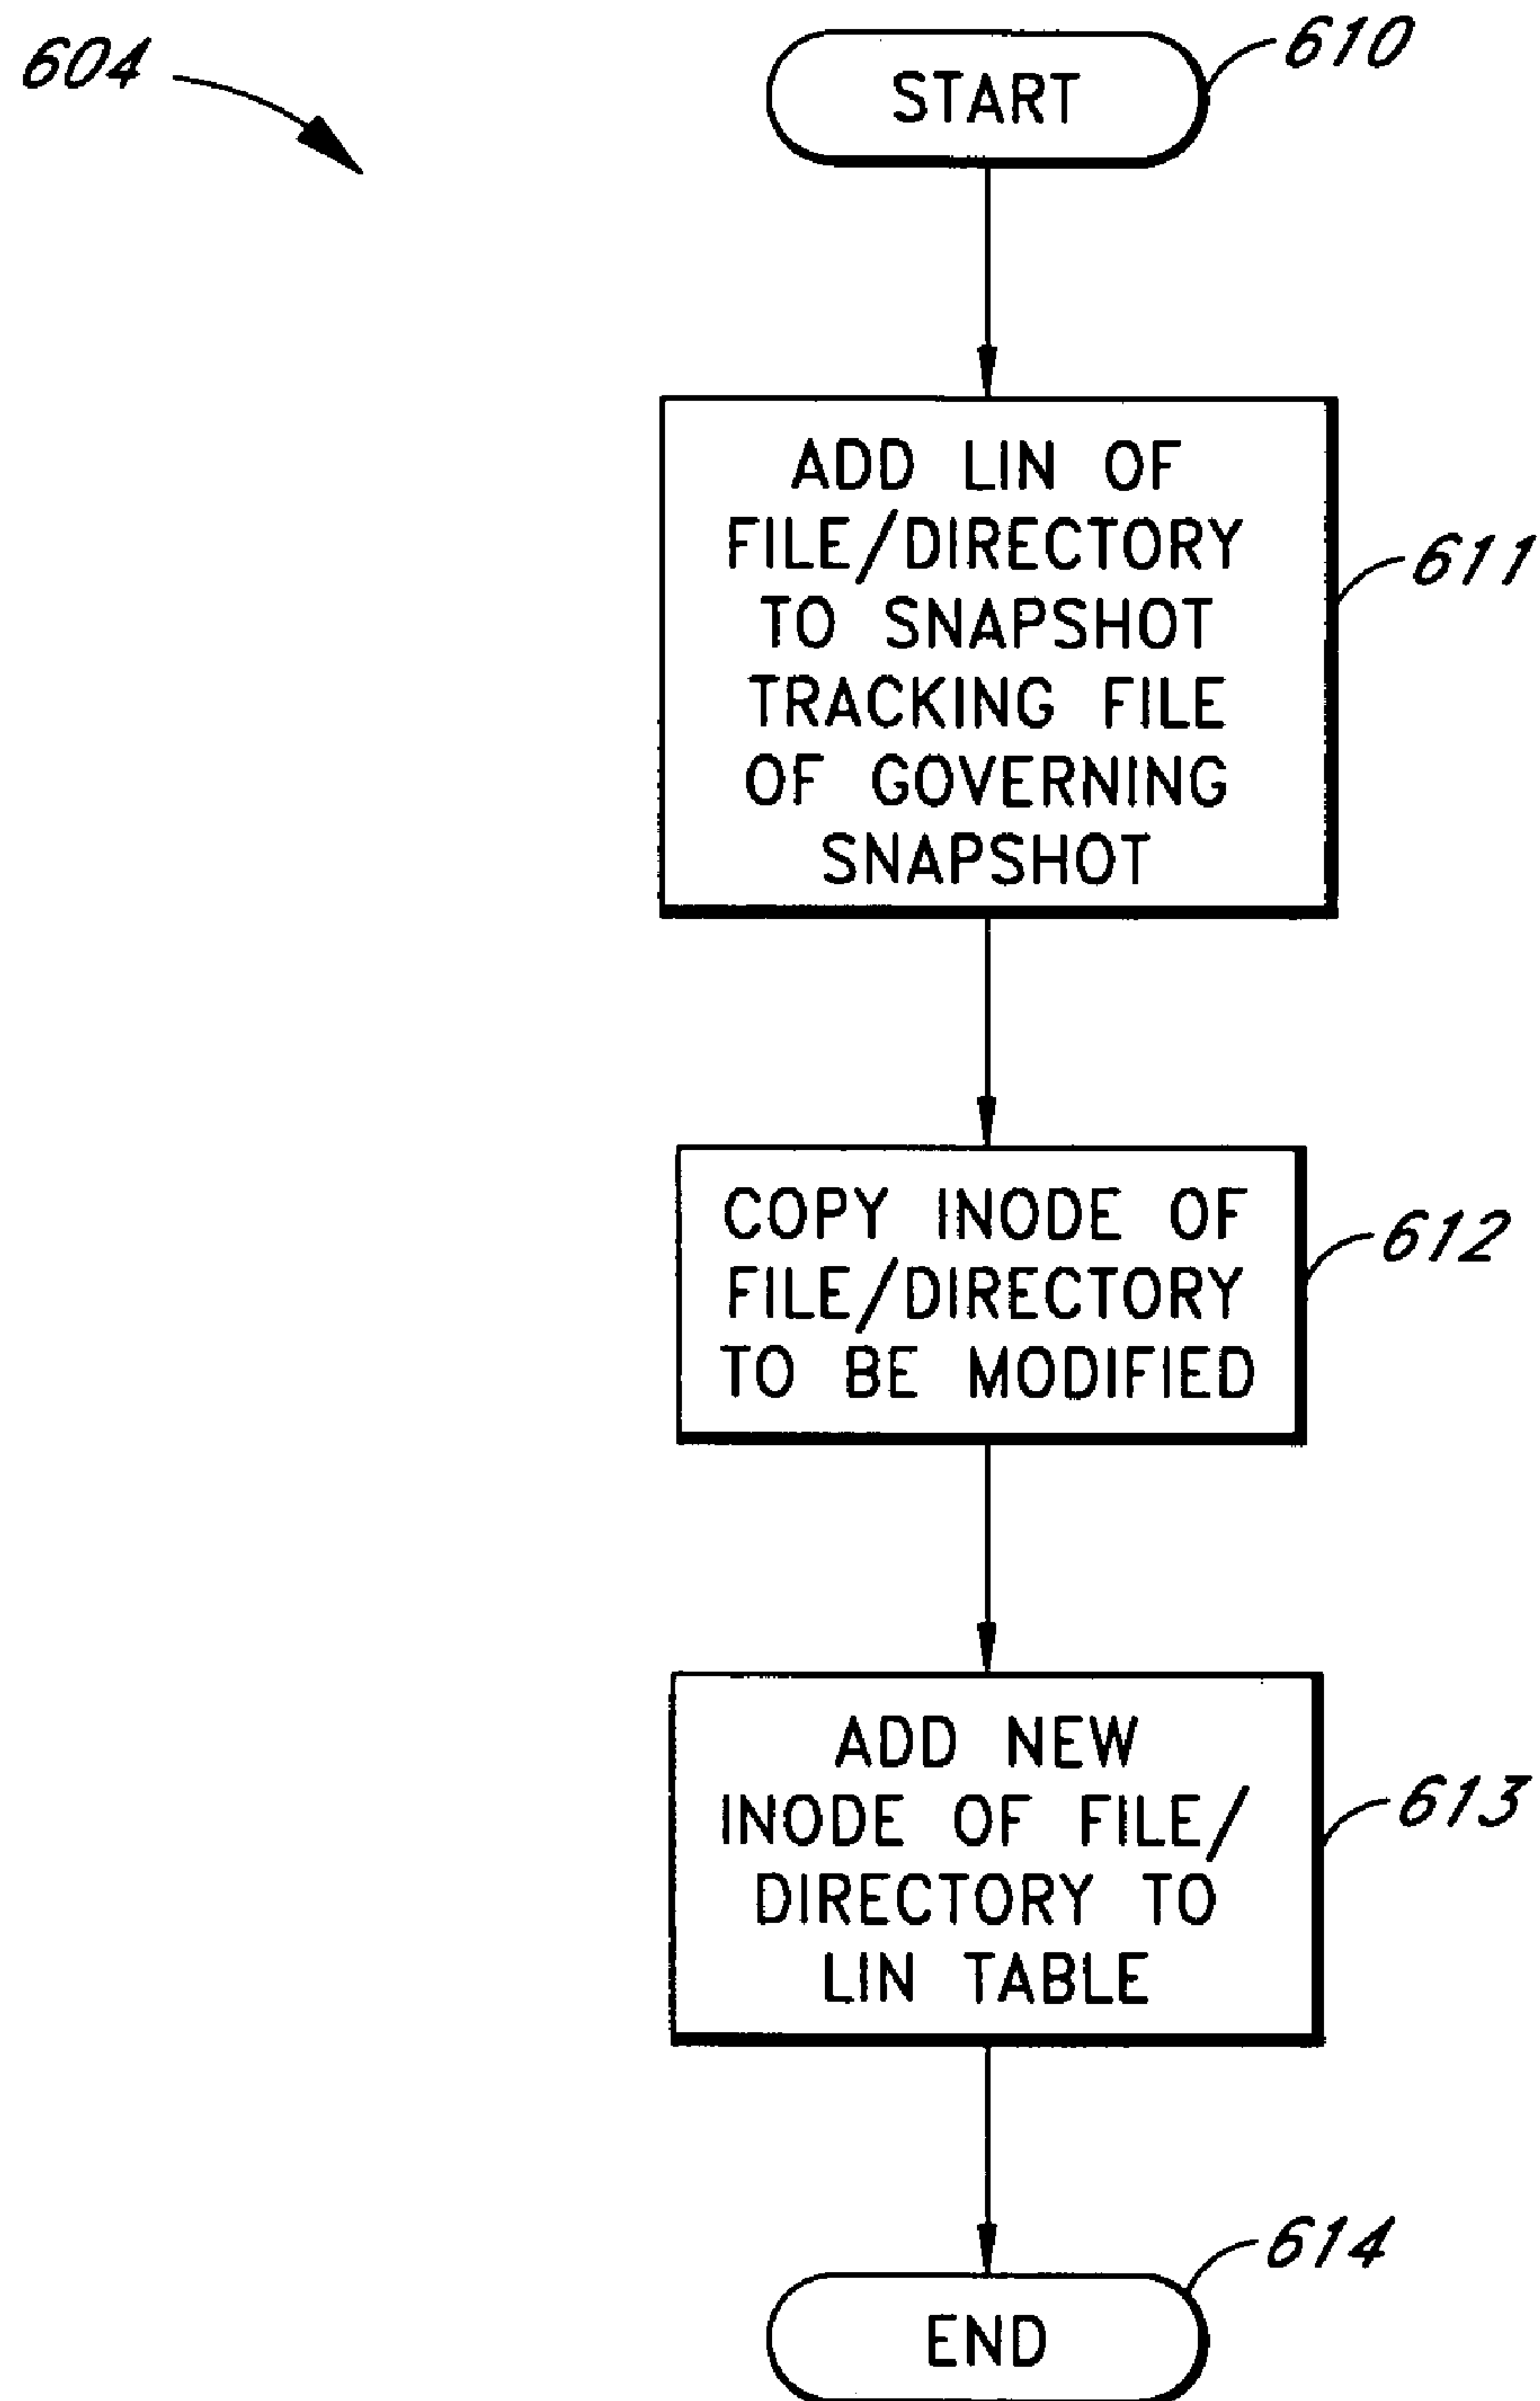 604
610
START
ADD LIN OF
FILE/DIRECTORY
TO SNAPSHOT
TRACKING FILE
OF GOVERNING
SNAPSHOT
611
COPY INODE OF
FILE/DIRECTORY
TO BE MODIFIED
612
ADD NEW
INODE OF FILE/
DIRECTORY TO
LIN TABLE
613
614
END